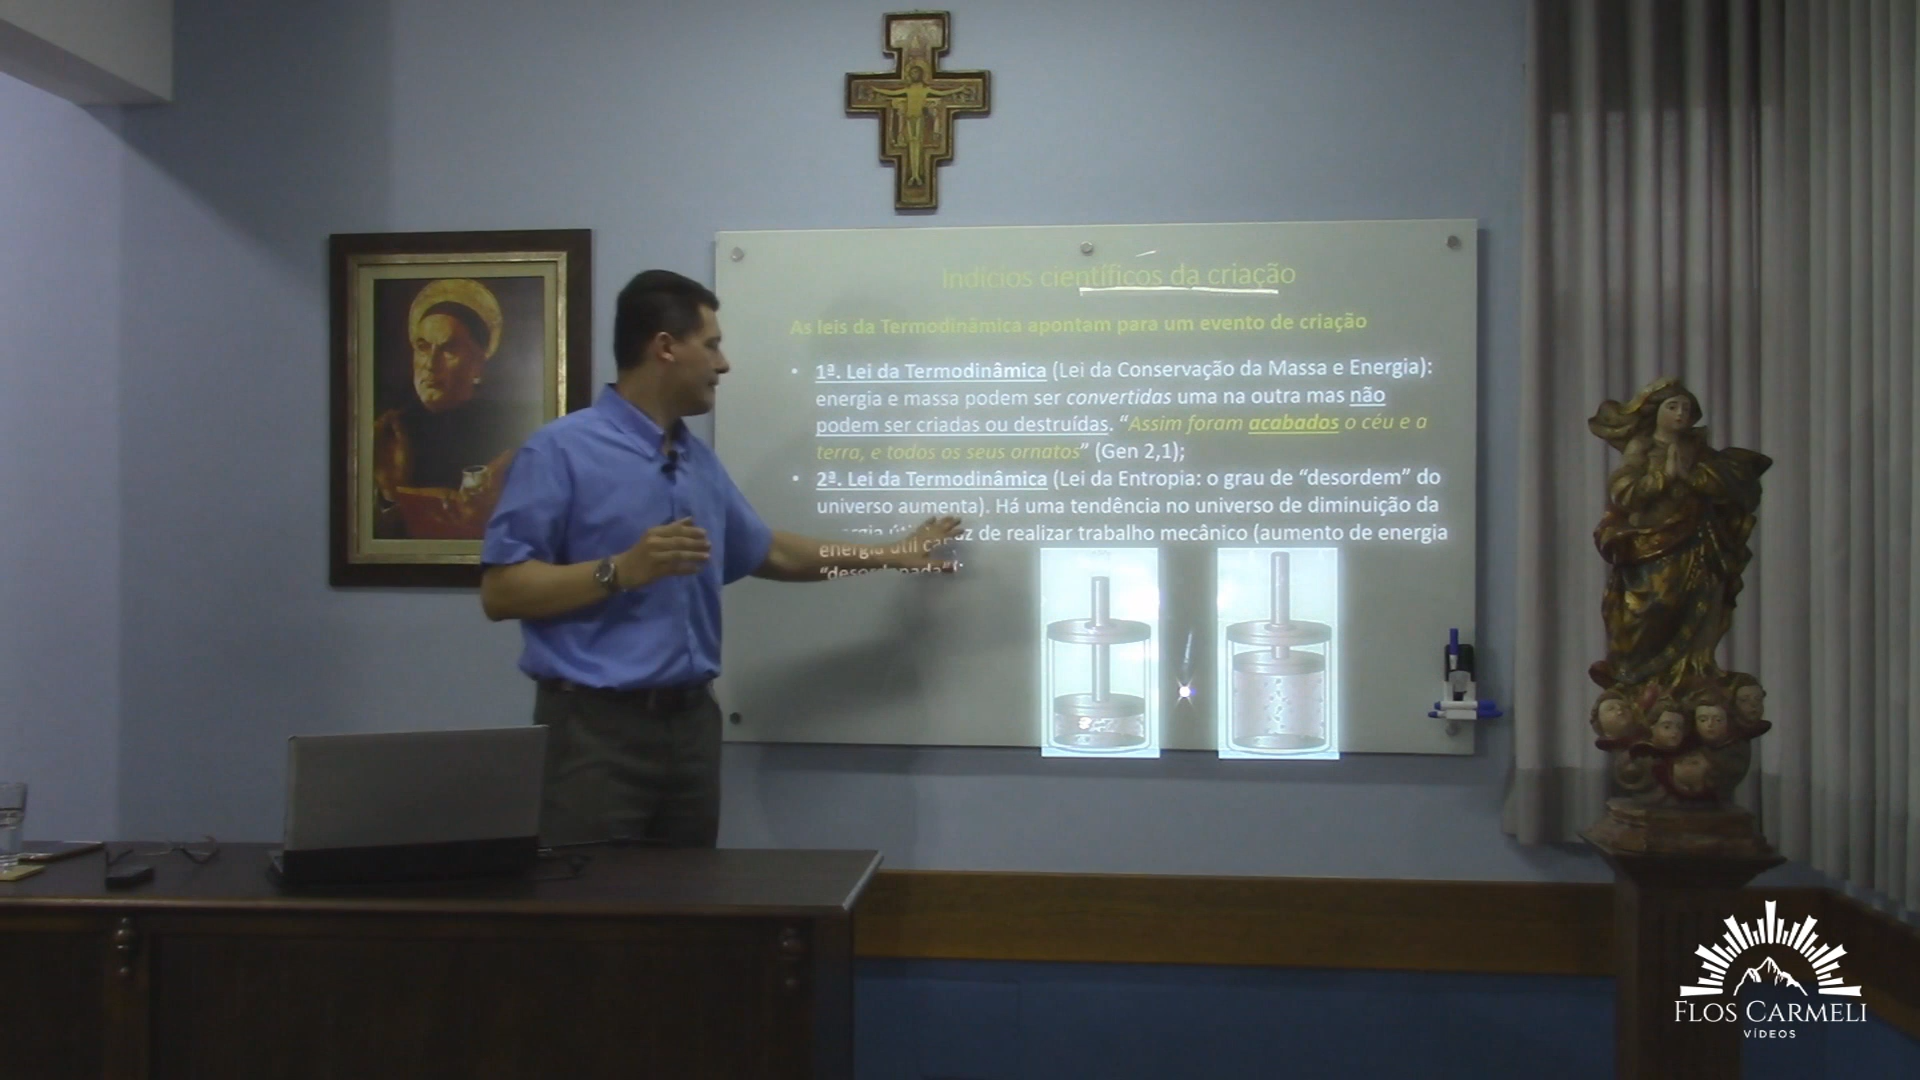 Indícios científicos da criação
As leis da Termodinâmica apontam para um evento de criação
• 1ª. Lei da Termodinâmica (Lei da Conservação da Massa e Energia):
energia e massa podem ser convertidas uma na outra mas não
podem ser criadas ou destruídas. “Assim foram acabados o céu e a
terra, e todos os seus ornatos” (Gen 2,1);
• 2ª. Lei da Termodinâmica (Lei da Entropia: o grau de “desordem” do
universo aumenta). Há uma tendência no universo de diminuição da
energia útil capaz de realizar trabalho mecânico (aumento de energia
“desordenada”);
FLOS CARMELI
VÍDEOS